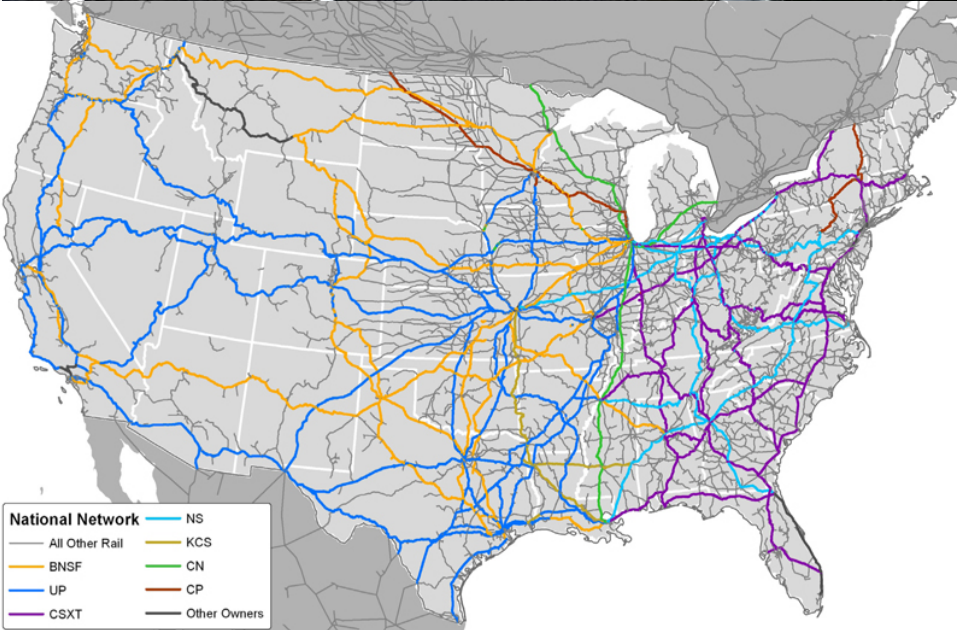 National Network
All Other Rail
BNSF
UP
CSXT
NS
KCS
CN
CP
Other Owners